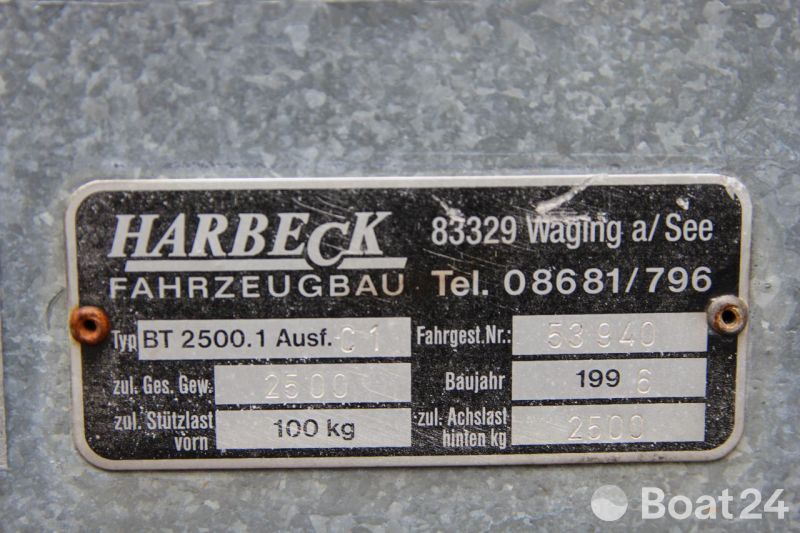 HARBECK 83329 Waging a/See
FAHRZEUGBAU Tel. 08681/796
Typ BT 2500.1 Ausf. C1 Fahrgest.Nr.: 53940
zul. Ges. Gew. 2500 Baujahr 1996
zul. Stützlast vorn 100 kg zul. Achslast hinten kg 2500
Boat24